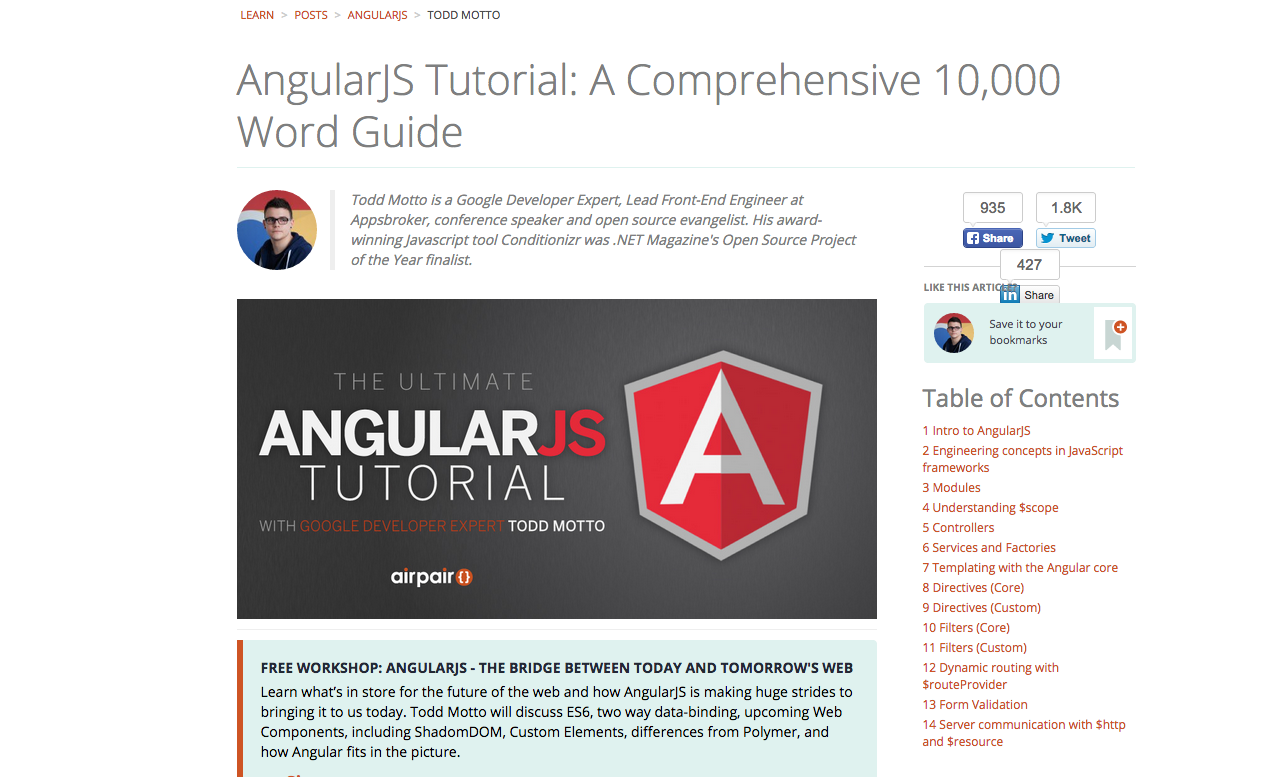 LEARN > POSTS > ANGULARJS > TODD MOTTO
AngularJS Tutorial: A Comprehensive 10,000
Word Guide
Todd Motto is a Google Developer Expert, Lead Front-End Engineer at
Appsbroker, conference speaker and open source evangelist. His award-
winning Javascript tool Conditionizr was .NET Magazine's Open Source Project
of the Year finalist.
935
1.8K
Share
Tweet
427
LIKE THIS ARTICLE?
in Share
Save it to your
bookmarks
THE ULTIMATE
ANGULARJS
TUTORIAL
WITH GOOGLE DEVELOPER EXPERT TODD MOTTO
airpair{}
A
Table of Contents
1 Intro to AngularJS
2 Engineering concepts in JavaScript
frameworks
3 Modules
4 Understanding $scope
5 Controllers
6 Services and Factories
7 Templating with the Angular core
8 Directives (Core)
9 Directives (Custom)
10 Filters (Core)
11 Filters (Custom)
12 Dynamic routing with
$routeProvider
13 Form Validation
14 Server communication with $http
and $resource
FREE WORKSHOP: ANGULARJS - THE BRIDGE BETWEEN TODAY AND TOMORROW'S WEB
Learn what's in store for the future of the web and how AngularJS is making huge strides to
bringing it to us today. Todd Motto will discuss ES6, two way data-binding, upcoming Web
Components, including ShadomDOM, Custom Elements, differences from Polymer, and
how Angular fits in the picture.